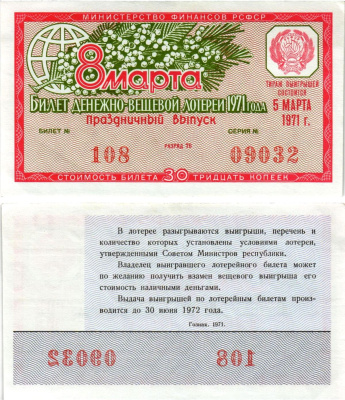 МИНИСТЕРСТВО ФИНАНСОВ РСФСР
8 марта
БИЛЕТ ДЕНЕЖНО-ВЕЩЕВОЙ ЛОТЕРЕИ 1971 ГОДА
ПРАЗДНИЧНЫЙ ВЫПУСК
ТИРАЖ ВЫИГРЫШЕЙ
СОСТОИТСЯ
5 МАРТА
1971 г.
БИЛЕТ №
СЕРИЯ №
108
РАЗРЯД
09032
СТОИМОСТЬ БИЛЕТА 30 ТРИДЦАТЬ КОПЕЕК
В лотерее разыгрываются выигрыши, перечень и
количество которых установлены условиями лотереи,
утвержденными Советом Министров республики.
Владелец выигравшего лотерейного билета может
по желанию получить взамен вещевого выигрыша его
стоимость наличными деньгами.
Выдача выигрышей по лотерейным билетам произ-
водится до 30 июня 1972 года.
Гознак. 1971.
09032
108